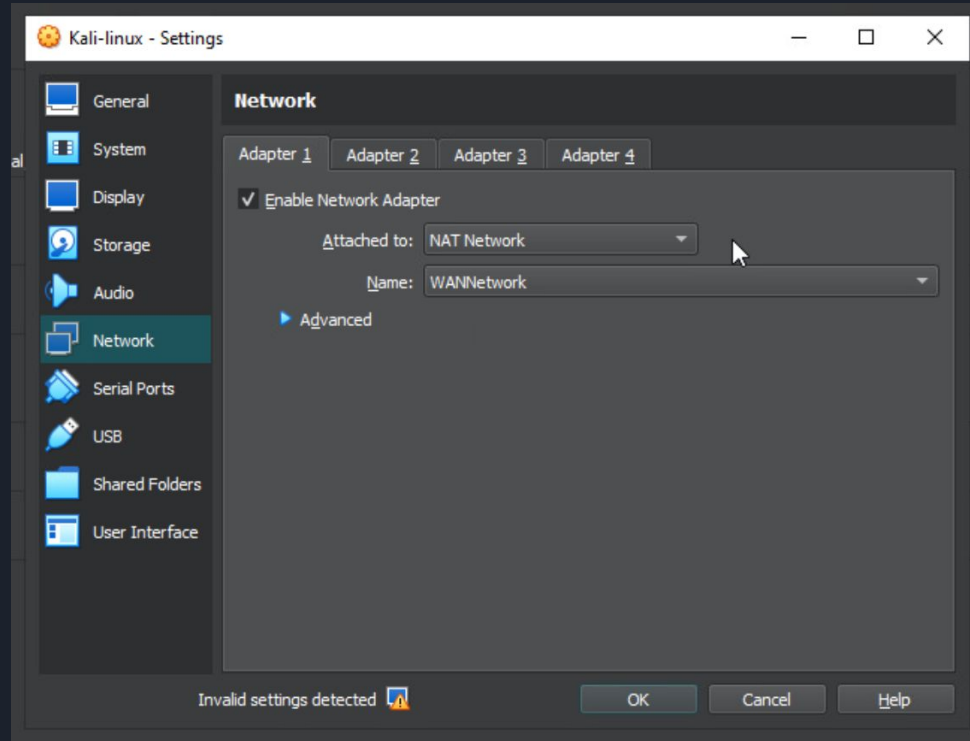 Kali-linux - Settings
al
General
System
Display
Storage
Audio
Network
Serial Ports
USB
Shared Folders
User Interface
Network
Adapter 1 Adapter 2 Adapter 3 Adapter 4
Enable Network Adapter
Attached to: NAT Network
Name: WANNetwork
Advanced
Invalid settings detected OK Cancel Help